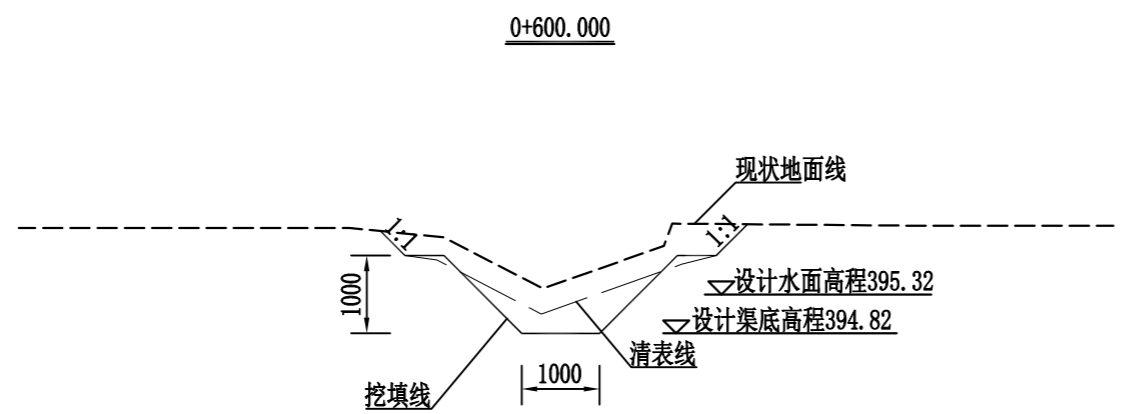 0+600.000
现状地面线
1:1
1:1
设计水面高程395.32
1000
设计渠底高程394.82
清表线
1000
挖填线